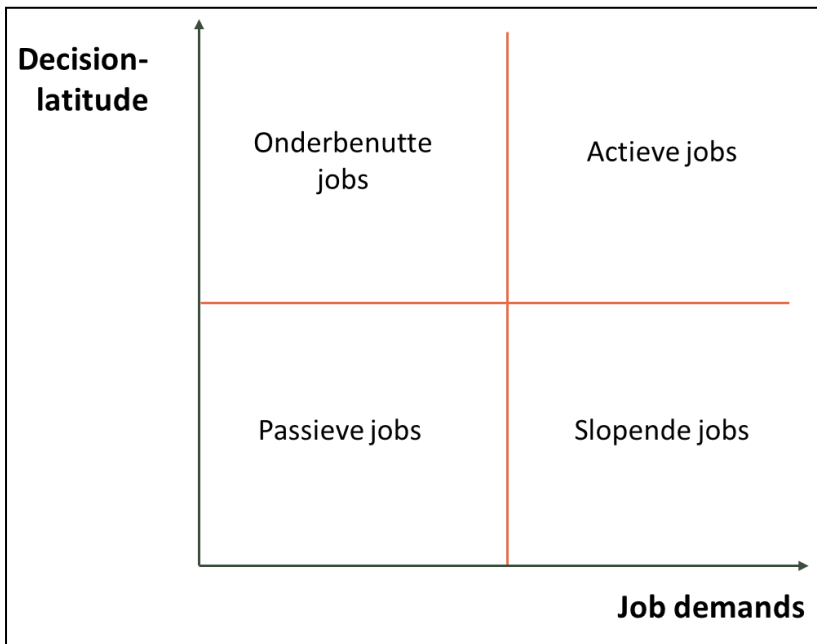 Decision-
latitude
Onderbenutte
jobs
Actieve jobs
Passieve jobs
Slopende jobs
Job demands